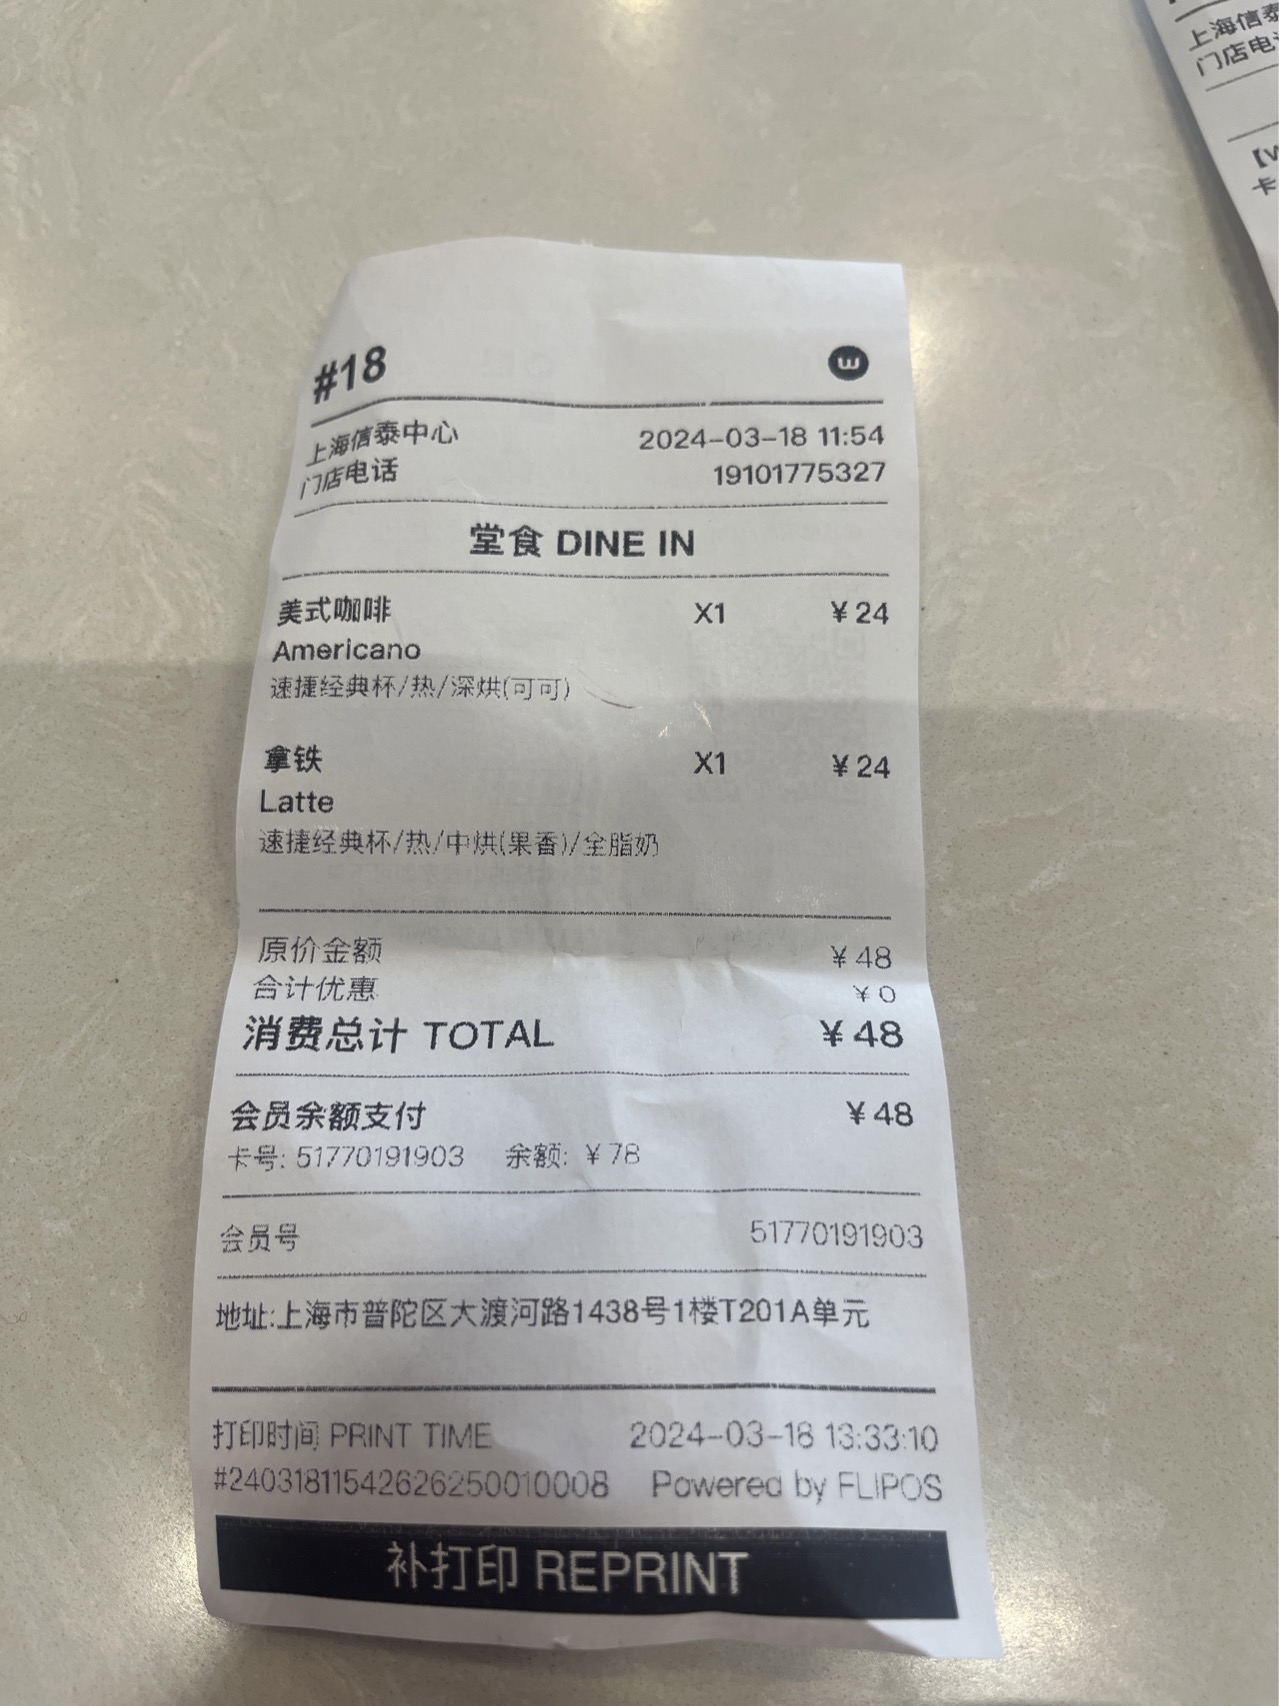 #18
上海信泰中心 2024-03-18 11:54
门店电话 19101775327
堂食 DINE IN
美式咖啡 X1 ¥24
Americano
速捷经典杯/热/深烘(可可)
拿铁 X1 ¥24
Latte
速捷经典杯/热/中烘(果香)/全脂奶
原价金额 ¥48
合计优惠 ¥0
消费总计 TOTAL ¥48
会员余额支付 ¥48
卡号: 51770191903 余额: ¥78
会员号 51770191903
地址:上海市普陀区大渡河路1438号1楼T201A单元
打印时间 PRINT TIME 2024-03-18 13:33:10
#24031811542626250010008 Powered by FLIPOS
补打印 REPRINT
上海信泰
门店电
卡